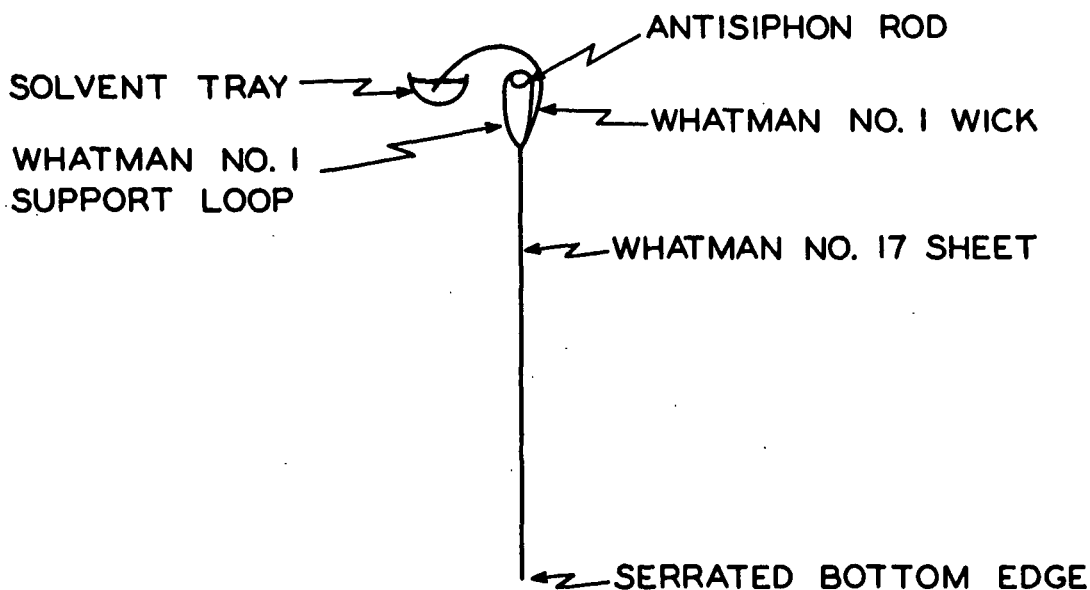 ANTISIPHON ROD
SOLVENT TRAY
WHATMAN NO. 1 WICK
WHATMAN NO. 1
SUPPORT LOOP
WHATMAN NO. 17 SHEET
SERRATED BOTTOM EDGE